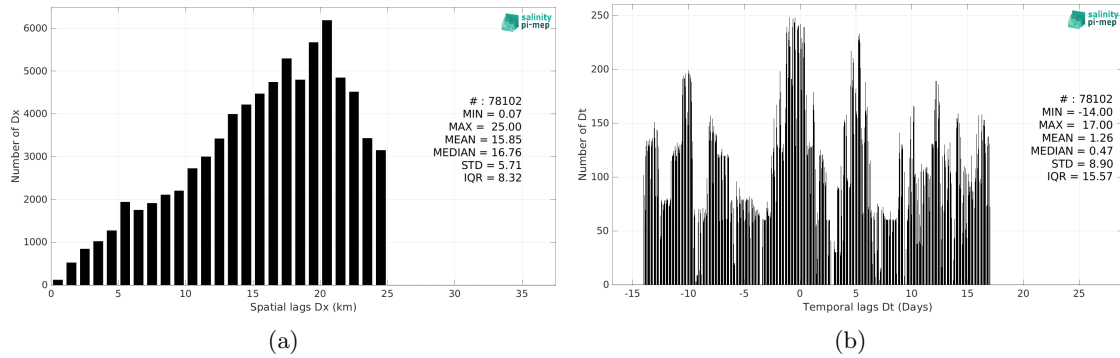 6000
5000
4000
3000
2000
1000
0
Number of Dx
salinity
pi-mep
# : 78102
MIN = 0.07
MAX = 25.00
MEAN = 15.85
MEDIAN = 16.76
STD = 5.71
IQR = 8.32
0 5 10 15 20 25 30 35
Spatial lags Dx (km)
(a)
250
200
150
100
50
0
Number of Dt
salinity
pi-mep
# : 78102
MIN = -14.00
MAX = 17.00
MEAN = 1.26
MEDIAN = 0.47
STD = 8.90
IQR = 15.57
-15 -10 -5 0 5 10 15 20 25
Temporal lags Dt (Days)
(b)